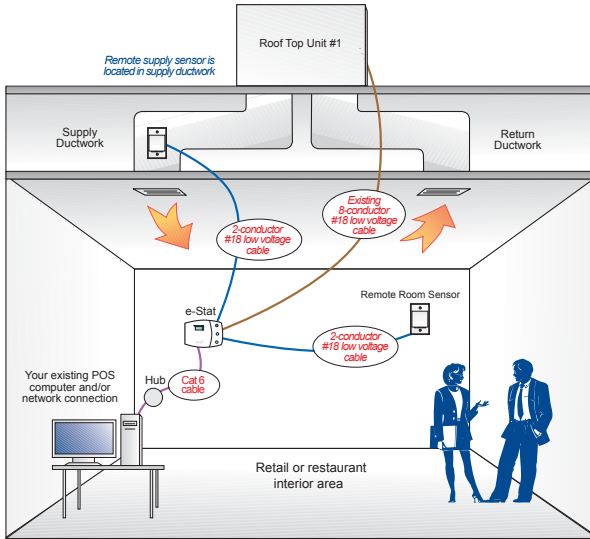 Roof Top Unit #1
Remote supply sensor is
located in supply ductwork
Supply
Ductwork
Return
Ductwork
Existing
8-conductor
#18 low voltage
cable
2-conductor
#18 low voltage
cable
e-Stat
Remote Room Sensor
2-conductor
#18 low voltage
cable
Your existing POS
computer and/or
network connection
Hub
Cat 6
cable
Retail or restaurant
interior area